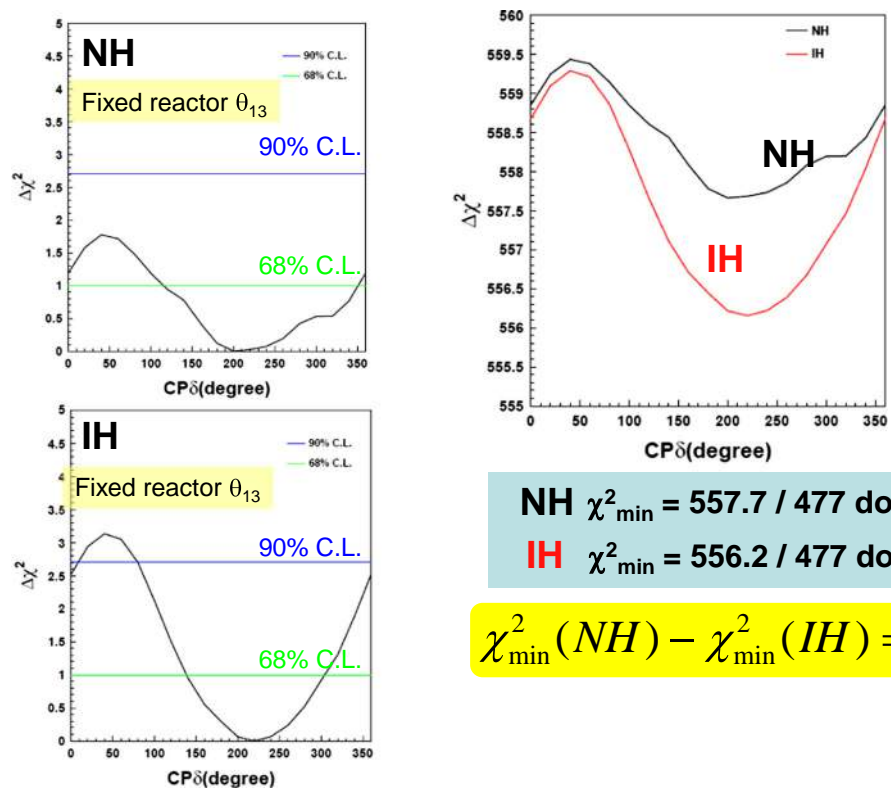 NH
Fixed reactor θ13
90% C.L.
68% C.L.
90% C.L.
68% C.L.
5
4.5
4
3.5
3
2.5
2
1.5
1
0.5
0
Δχ2
0 50 100 150 200 250 300 350
CPδ(degree)
IH
Fixed reactor θ13
90% C.L.
68% C.L.
90% C.L.
68% C.L.
5
4.5
4
3.5
3
2.5
2
1.5
1
0.5
0
Δχ2
0 50 100 150 200 250 300 350
CPδ(degree)
NH
IH
NH
IH
560
559.5
559
558.5
558
557.5
557
556.5
556
555.5
555
Δχ2
0 50 100 150 200 250 300 350
CPδ(degree)
NH χ2min = 557.7 / 477 do
IH χ2min = 556.2 / 477 do
χ2min(NH) − χ2min(IH) =